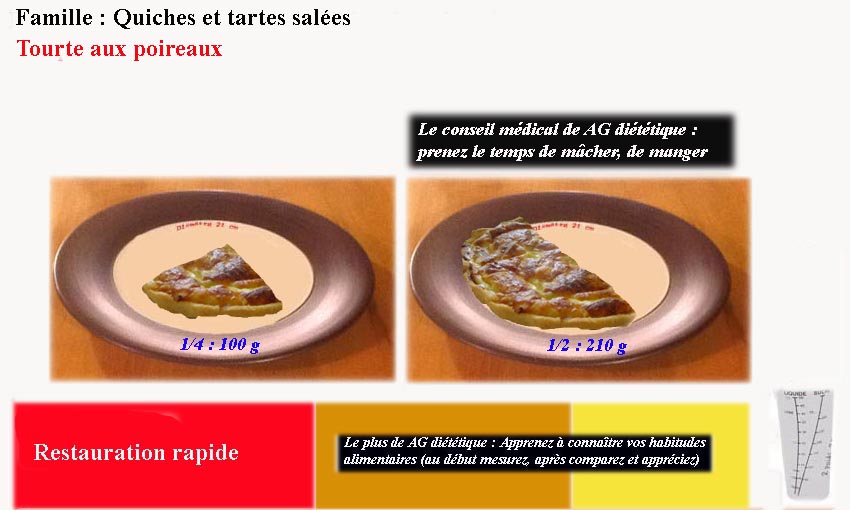 Famille : Quiches et tartes salées
Tourte aux poireaux
Le conseil médical de AG diététique :
prenez le temps de mâcher, de manger
Diamètre 21 cm
Diamètre 21 cm
1/4 : 100 g
1/2 : 210 g
Restauration rapide
Le plus de AG diététique : Apprenez à connaître vos habitudes
alimentaires (au début mesurez, après comparez et appréciez)